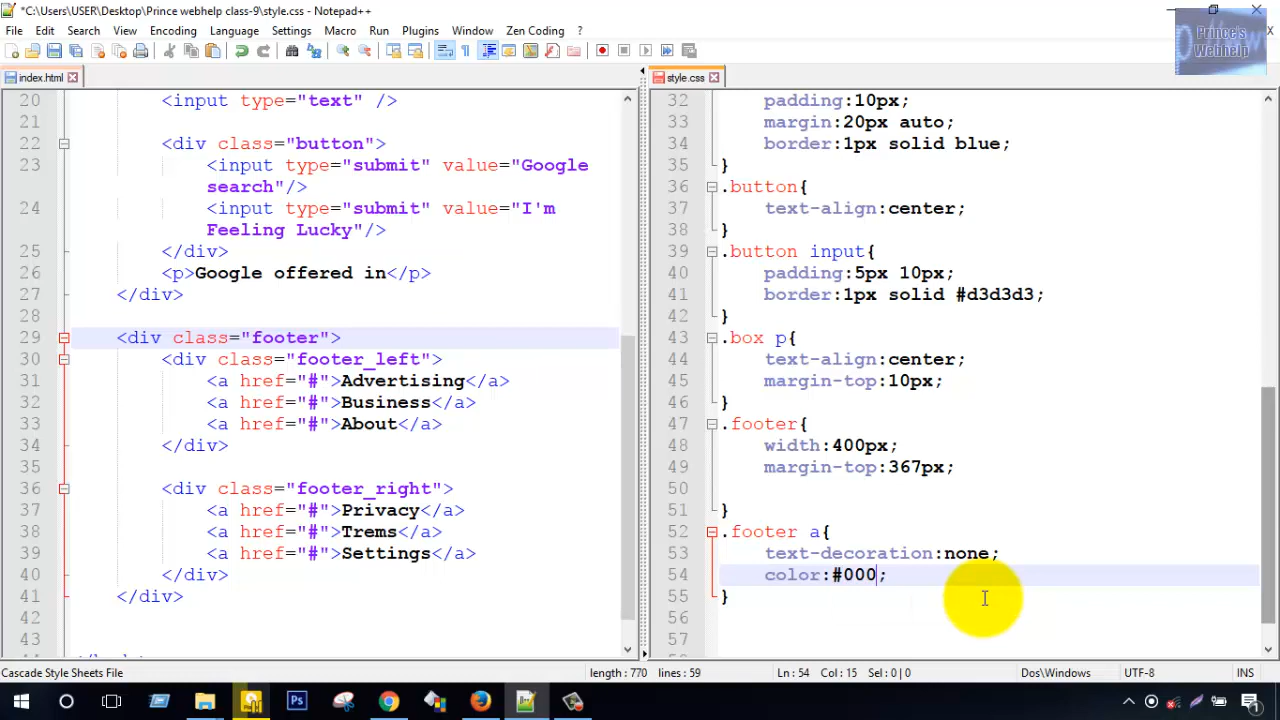 *C:\Users\USER\Desktop\Prince webhelp class-9\style.css - Notepad++
File Edit Search View Encoding Language Settings Macro Run Plugins Window Zen Coding ? X
Prince's
Webhelp
index.html
20 <input type="text" />
21
22 <div class="button">
23 <input type="submit" value="Google
search"/>
24 <input type="submit" value="I'm
Feeling Lucky"/>
25 </div>
26 <p>Google offered in</p>
27 </div>
28
29 <div class="footer">
30 <div class="footer_left">
31 <a href="#">Advertising</a>
32 <a href="#">Business</a>
33 <a href="#">About</a>
34 </div>
35
36 <div class="footer_right">
37 <a href="#">Privacy</a>
38 <a href="#">Trems</a>
39 <a href="#">Settings</a>
40 </div>
41 </div>
42
43
style.css
32 padding:10px;
33 margin:20px auto;
34 border:1px solid blue;
35 }
36 .button{
37 text-align:center;
38 }
39 .button input{
40 padding:5px 10px;
41 border:1px solid #d3d3d3;
42 }
43 .box p{
44 text-align:center;
45 margin-top:10px;
46 }
47 .footer{
48 width:400px;
49 margin-top:367px;
50
51 }
52 .footer a{
53 text-decoration:none;
54 color:#000;
55 }
56
57
Cascade Style Sheets File length : 770 lines : 59 Ln : 54 Col : 15 Sel : 0 | 0 Dos\Windows UTF-8 INS
Ps